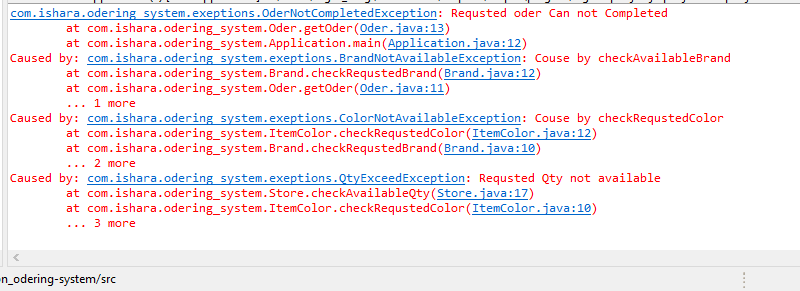 com.ishara.odering_system.exeptions.OderNotCompletedException: Requsted oder Can not Completed
at com.ishara.odering_system.Oder.getOder(Oder.java:13)
at com.ishara.odering_system.Application.main(Application.java:12)
Caused by: com.ishara.odering_system.exeptions.BrandNotAvailableException: Couse by checkAvailableBrand
at com.ishara.odering_system.Brand.checkRequstedBrand(Brand.java:12)
at com.ishara.odering_system.Oder.getOder(Oder.java:11)
... 1 more
Caused by: com.ishara.odering_system.exeptions.ColorNotAvailableException: Couse by checkRequstedColor
at com.ishara.odering_system.ItemColor.checkRequstedColor(ItemColor.java:12)
at com.ishara.odering_system.Brand.checkRequstedBrand(Brand.java:10)
... 2 more
Caused by: com.ishara.odering_system.exeptions.QtyExceedException: Requsted Qty not available
at com.ishara.odering_system.Store.checkAvailableQty(Store.java:17)
at com.ishara.odering_system.ItemColor.checkRequstedColor(ItemColor.java:10)
... 3 more
n_odering-system/src